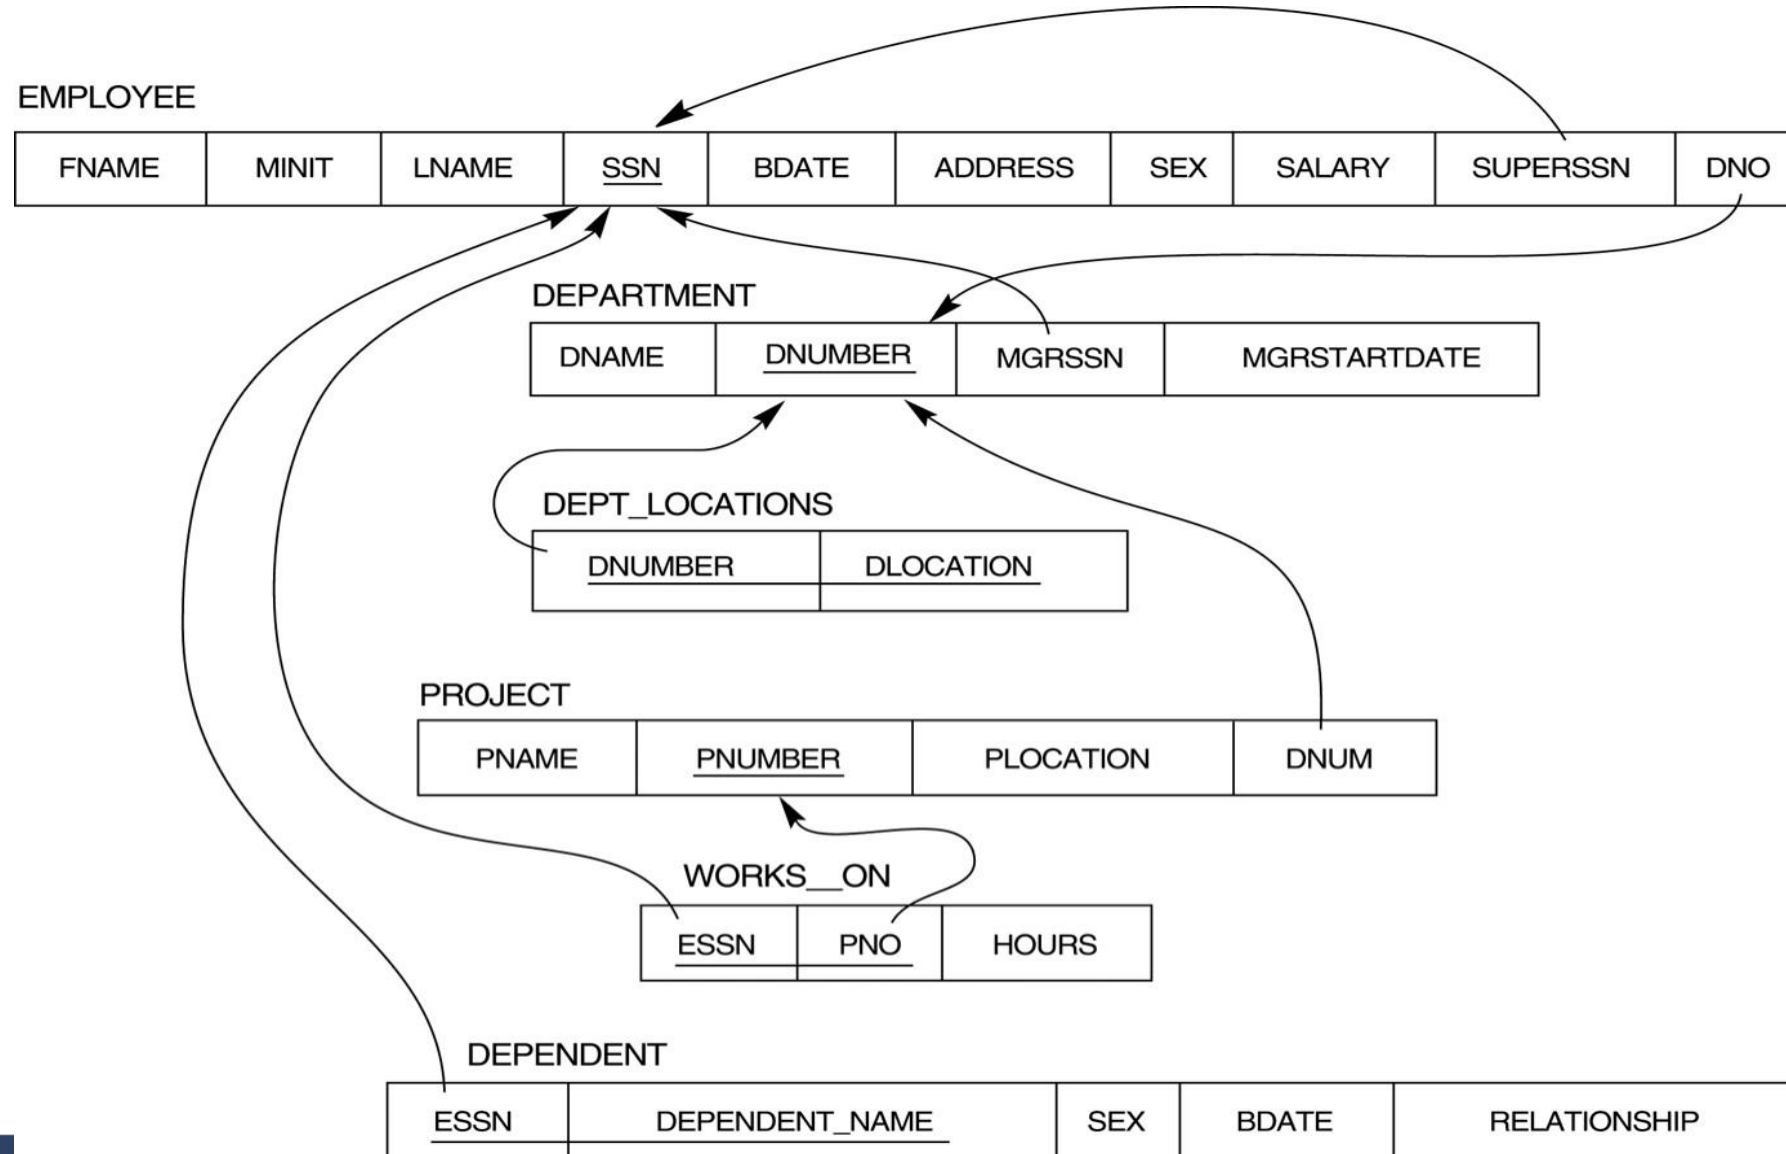 EMPLOYEE
FNAME MINIT LNAME SSN BDATE ADDRESS SEX SALARY SUPERSSN DNO
DEPARTMENT
DNAME DNUMBER MGRSSN MGRSTARTDATE
DEPT_LOCATIONS
DNUMBER DLOCATION
PROJECT
PNAME PNUMBER PLOCATION DNUM
WORKS__ON
ESSN PNO HOURS
DEPENDENT
ESSN DEPENDENT_NAME SEX BDATE RELATIONSHIP